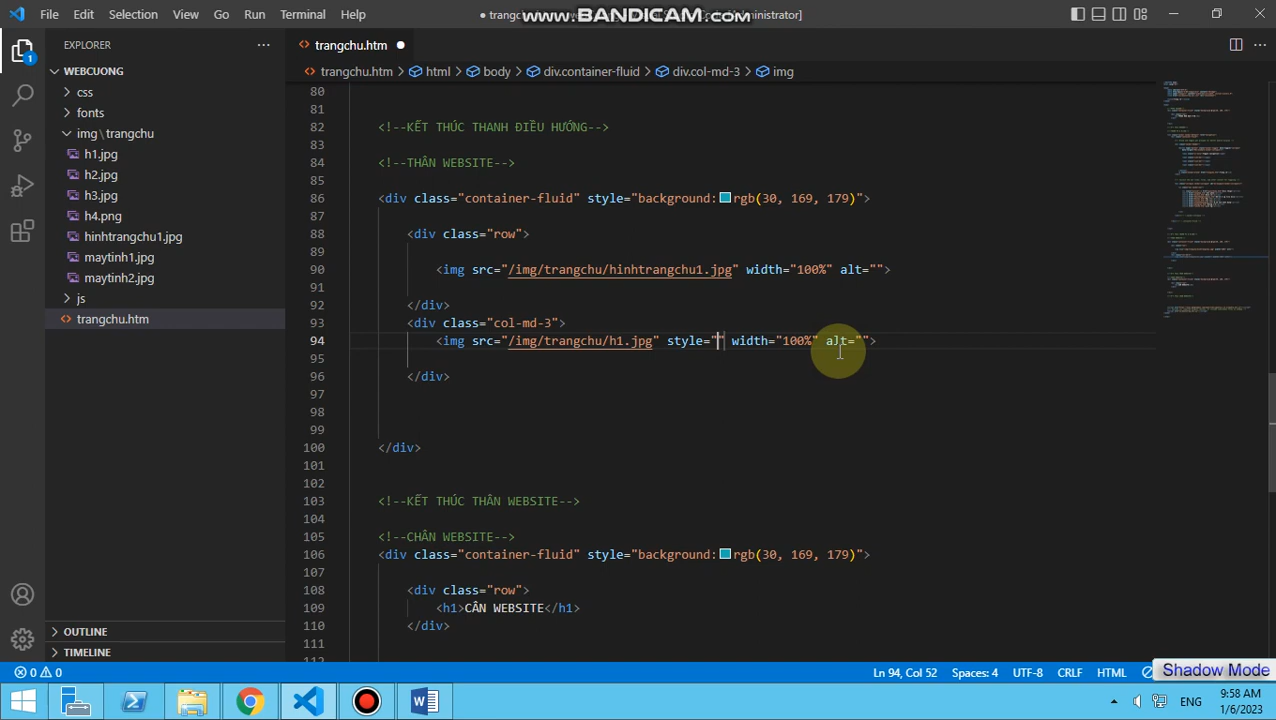 File Edit Selection View Go Run Terminal Help
www.BANDICAM.com
EXPLORER
trangchu.htm
WEBCUONG
css
fonts
img\trangchu
h1.jpg
h2.jpg
h3.jpg
h4.png
hinhtrangchu1.jpg
maytinh1.jpg
maytinh2.jpg
js
trangchu.htm
OUTLINE
TIMELINE
trangchu.htm > html > body > div.container-fluid > div.col-md-3 > img
80
81
82 <!--KẾT THÚC THANH ĐIỀU HƯỚNG-->
83
84 <!--THÂN WEBSITE-->
85
86 <div class="container-fluid" style="background:rgb(30, 169, 179)">
87
88 <div class="row">
89
90 <img src="/img/trangchu/hinhtrangchu1.jpg" width="100%" alt="">
91
92 </div>
93 <div class="col-md-3">
94 <img src="/img/trangchu/h1.jpg" style="" width="100%" alt="">
95
96 </div>
97
98
99
100 </div>
101
102
103 <!--KẾT THÚC THÂN WEBSITE-->
104
105 <!--CHÂN WEBSITE-->
106 <div class="container-fluid" style="background:rgb(30, 169, 179)">
107
108 <div class="row">
109 <h1>CÂN WEBSITE</h1>
110 </div>
111
0 0 Ln 94, Col 52 Spaces: 4 UTF-8 CRLF HTML
Shadow Mode
ENG
9:58 AM
1/6/2023